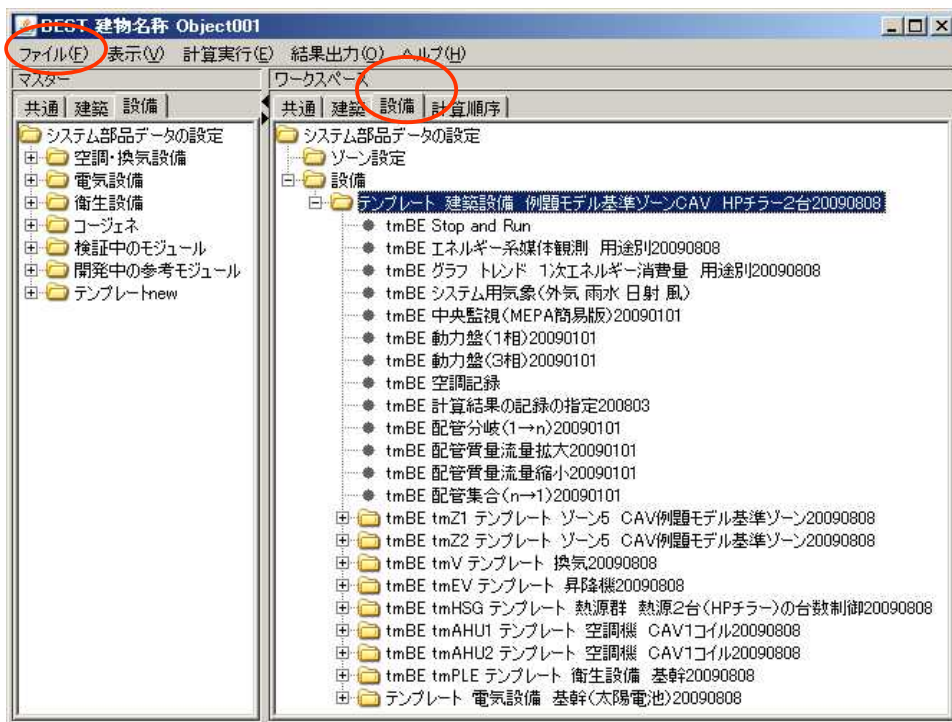 BEST 建物名称 Object001
ファイル(F) 表示(V) 計算実行(E) 結果出力(O) ヘルプ(H)
マスター
共通 建築 設備
システム部品データの設定
空調・換気設備
電気設備
衛生設備
コージェネ
検証中のモジュール
開発中の参考モジュール
テンプレートnew
ワークスペース
共通 建築 設備 計算順序
システム部品データの設定
ゾーン設定
設備
テンプレート 建築設備 例題モデル基準ゾーンCAV HPチラー2台20090808
tmBE Stop and Run
tmBE エネルギー系媒体観測 用途別20090808
tmBE グラフ トレンド 1次エネルギー消費量 用途別20090808
tmBE システム用気象(外気 雨水 日射 風)
tmBE 中央監視(MEPA簡易版)20090101
tmBE 動力盤(1相)20090101
tmBE 動力盤(3相)20090101
tmBE 空調記録
tmBE 計算結果の記録の指定200803
tmBE 配管分岐(1→n)20090101
tmBE 配管質量流量拡大20090101
tmBE 配管質量流量縮小20090101
tmBE 配管集合(n→1)20090101
tmBE tmZ1 テンプレート ゾーン5 CAV例題モデル基準ゾーン20090808
tmBE tmZ2 テンプレート ゾーン5 CAV例題モデル基準ゾーン20090808
tmBE tmV テンプレート 換気20090808
tmBE tmEV テンプレート 昇降機20090808
tmBE tmHSG テンプレート 熱源群 熱源2台(HPチラー)の台数制御20090808
tmBE tmAHU1 テンプレート 空調機 CAV1コイル20090808
tmBE tmAHU2 テンプレート 空調機 CAV1コイル20090808
tmBE tmPLE テンプレート 衛生設備 基幹20090808
テンプレート 電気設備 基幹(太陽電池)20090808